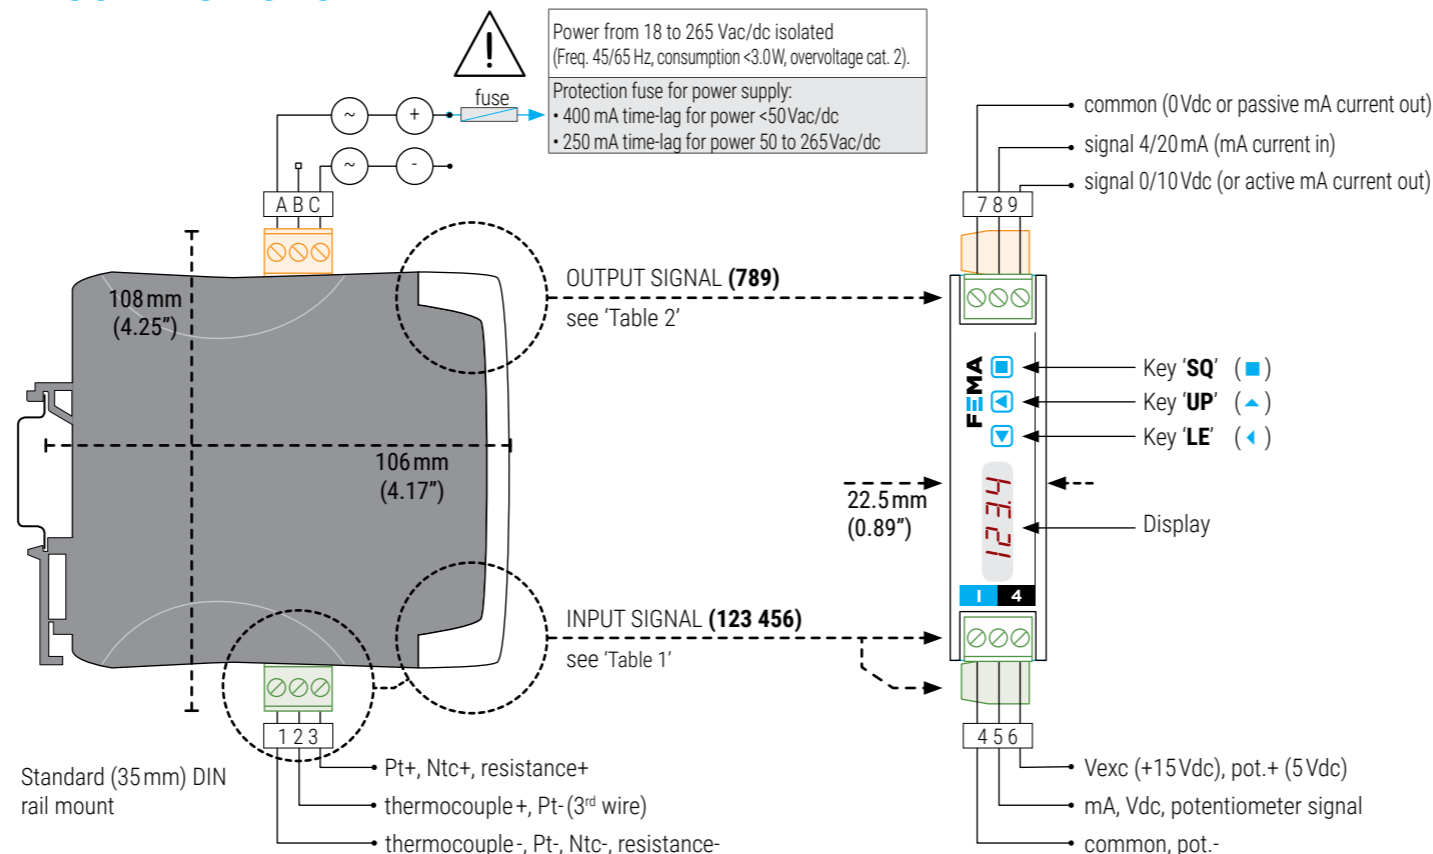 Power from 18 to 265 Vac/dc isolated
(Freq. 45/65 Hz, consumption <3.0W, overvoltage cat. 2).
Protection fuse for power supply:
• 400 mA time-lag for power <50Vac/dc
• 250 mA time-lag for power 50 to 265Vac/dc
fuse
~ +
~ -
A B C
common (0Vdc or passive mA current out)
signal 4/20mA (mA current in)
signal 0/10Vdc (or active mA current out)
7 8 9
108mm
(4.25”)
OUTPUT SIGNAL (789)
see ‘Table 2’
FEMA
Key ‘SQ’ (■)
Key ‘UP’ (▲)
Key ‘LE’ (◀)
106mm
(4.17”)
22.5mm
(0.89”)
123.4
Display
I 4
INPUT SIGNAL (123 456)
see ‘Table 1’
1 2 3
4 5 6
Standard (35mm) DIN
rail mount
Pt+, Ntc+, resistance+
thermocouple+, Pt-(3rd wire)
thermocouple-, Pt-, Ntc-, resistance-
Vexc (+15Vdc), pot.+ (5Vdc)
mA, Vdc, potentiometer signal
common, pot.-